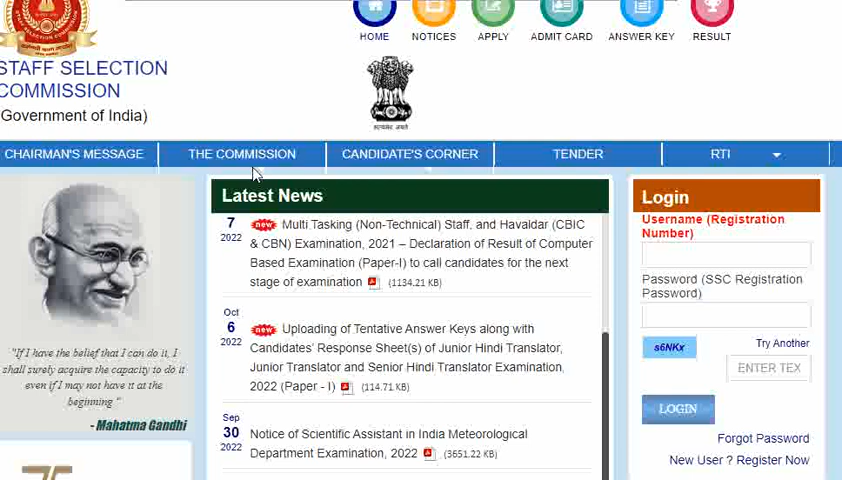 HOME NOTICES APPLY ADMIT CARD ANSWER KEY RESULT
STAFF SELECTION
COMMISSION
Government of India)
CHAIRMAN'S MESSAGE THE COMMISSION CANDIDATE'S CORNER TENDER RTI
"If I have the belief that I can do it, I
shall surely acquire the capacity to do it
even if I may not have it at the
beginning "
- Mahatma Gandhi
75
Latest News
7
2022
new Multi Tasking (Non-Technical) Staff, and Havaldar (CBIC
& CBN) Examination, 2021 – Declaration of Result of Computer
Based Examination (Paper-I) to call candidates for the next
stage of examination (1134.21 KB)
Oct
6
2022
new Uploading of Tentative Answer Keys along with
Candidates' Response Sheet(s) of Junior Hindi Translator,
Junior Translator and Senior Hindi Translator Examination,
2022 (Paper - I) (114.71 KB)
Sep
30
2022
Notice of Scientific Assistant in India Meteorological
Department Examination, 2022 (3651.22 KB)
Login
Username (Registration
Number)
Password (SSC Registration
Password)
s6NKx Try Another
ENTER TEX
LOGIN
Forgot Password
New User ? Register Now